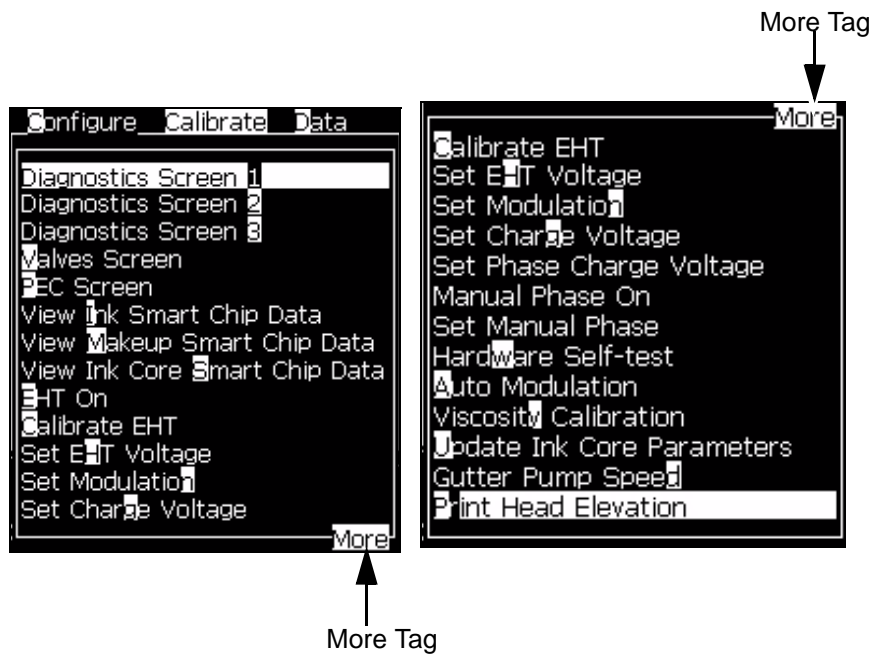 More Tag
Configure Calibrate Data
Diagnostics Screen 1
Diagnostics Screen 2
Diagnostics Screen 3
Valves Screen
PEC Screen
View Ink Smart Chip Data
View Makeup Smart Chip Data
View Ink Core Smart Chip Data
EHT On
Calibrate EHT
Set EHT Voltage
Set Modulation
Set Charge Voltage
More
More Tag
More
Calibrate EHT
Set EHT Voltage
Set Modulation
Set Charge Voltage
Set Phase Charge Voltage
Manual Phase On
Set Manual Phase
Hardware Self-test
Auto Modulation
Viscosity Calibration
Update Ink Core Parameters
Gutter Pump Speed
Print Head Elevation